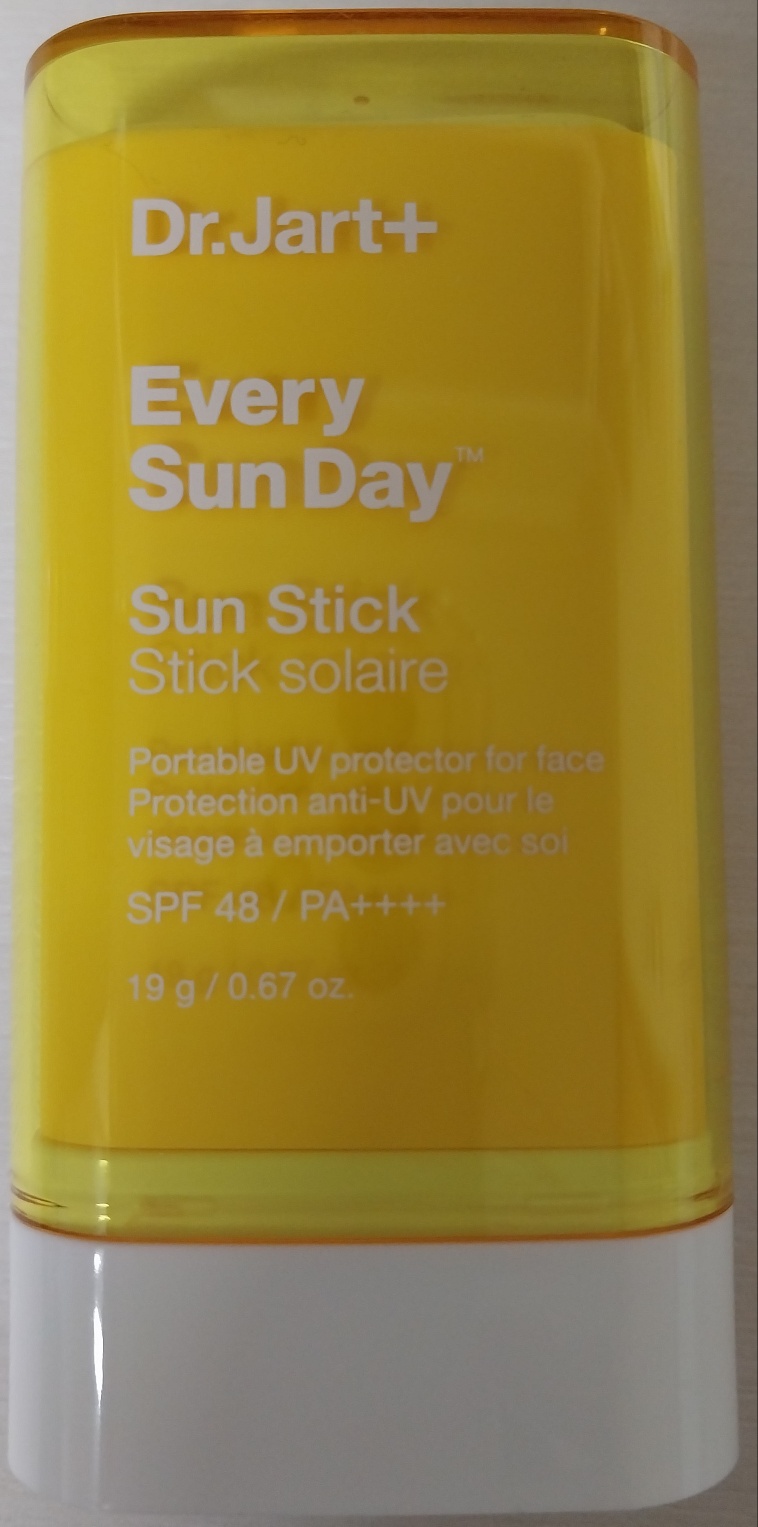 Dr.Jart+
Every
Sun Day™
Sun Stick
Stick solaire
Portable UV protector for face
Protection anti-UV pour le
visage à emporter avec soi
SPF 48 / PA++++
19 g / 0.67 oz.